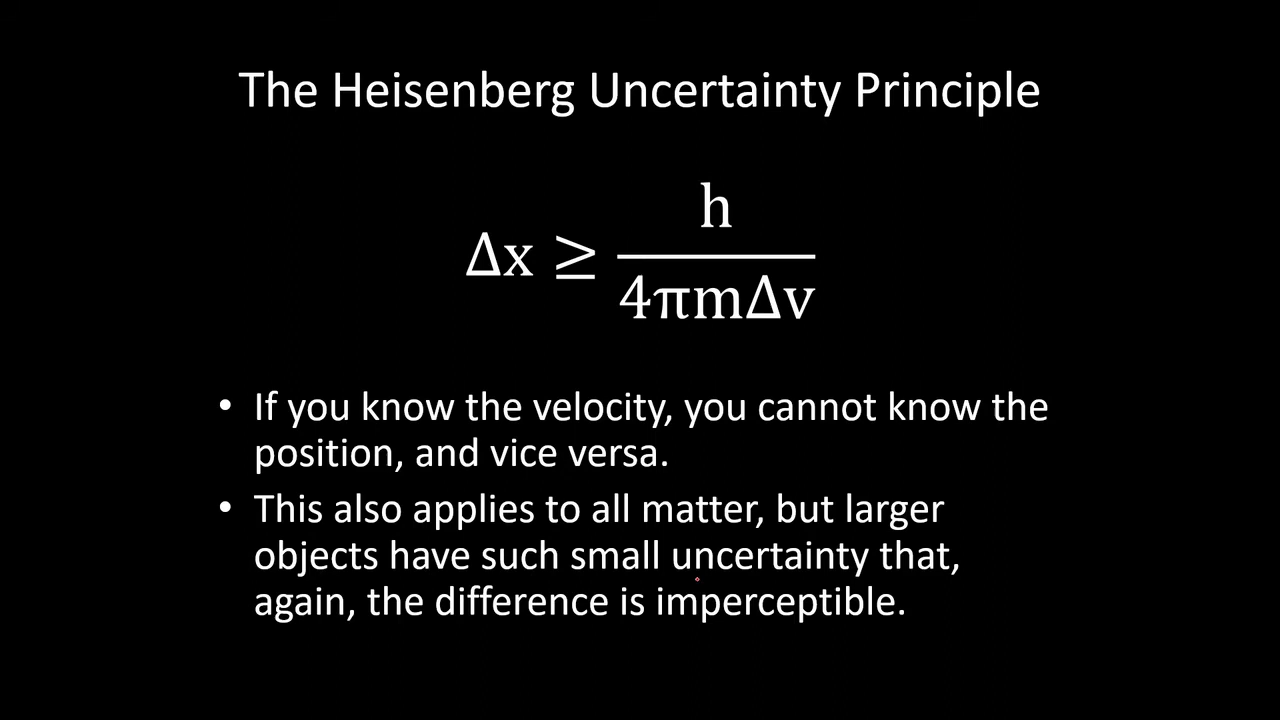 The Heisenberg Uncertainty Principle
Δx ≥ h / 4πmΔv
• If you know the velocity, you cannot know the
position, and vice versa.
• This also applies to all matter, but larger
objects have such small uncertainty that,
again, the difference is imperceptible.